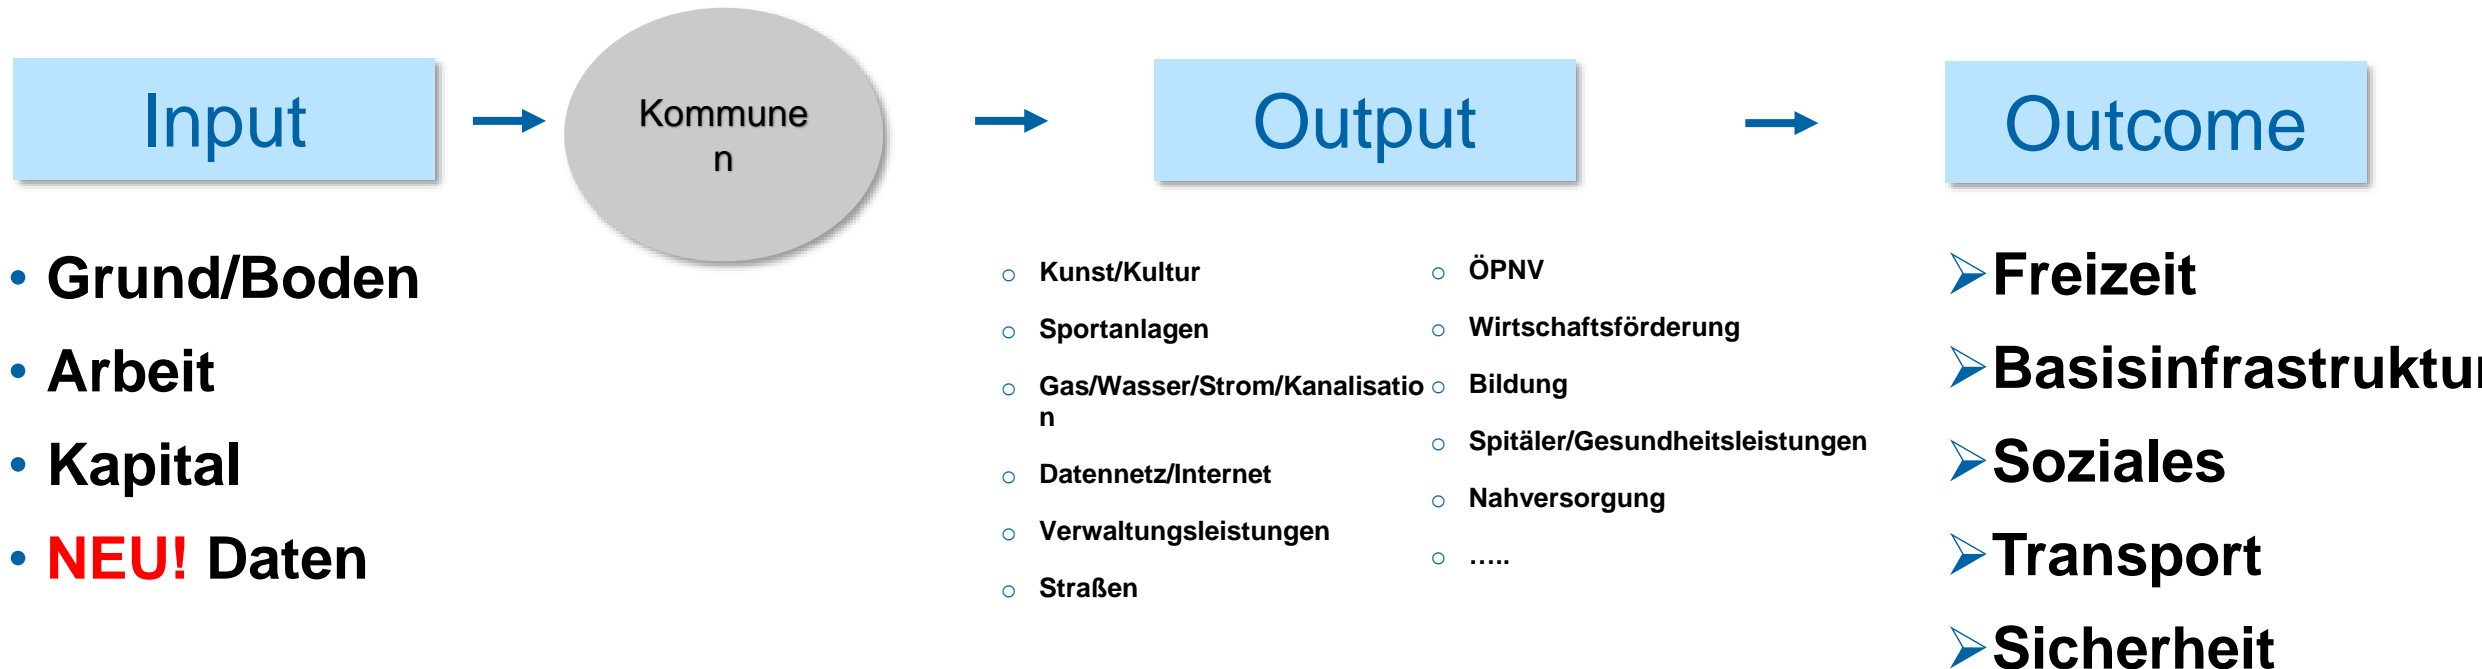 Input
Kommune
n
Output
Outcome
• Grund/Boden
• Arbeit
• Kapital
• NEU! Daten
o Kunst/Kultur
o Sportanlagen
o Gas/Wasser/Strom/Kanalisatio
n
o Datennetz/Internet
o Verwaltungsleistungen
o Straßen
o ÖPNV
o Wirtschaftsförderung
o Bildung
o Spitäler/Gesundheitsleistungen
o Nahversorgung
o …..
➢Freizeit
➢Basisinfrastruktur
➢Soziales
➢Transport
➢Sicherheit